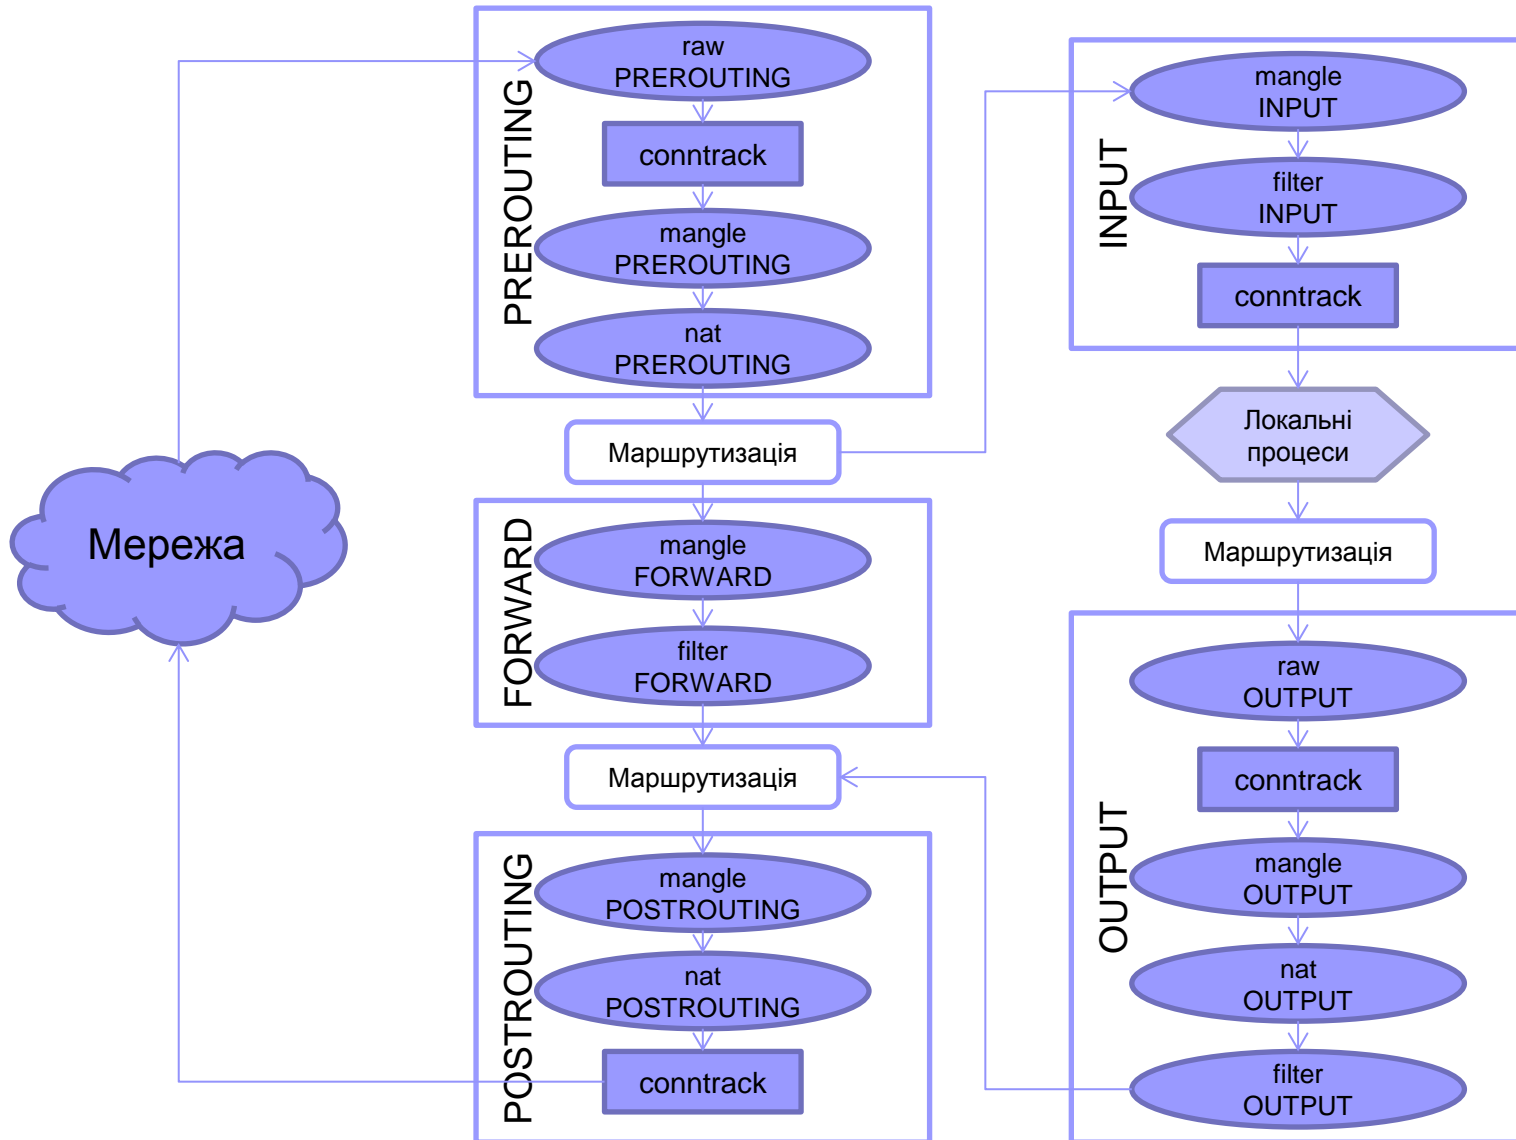 Мережа
PREROUTING
raw
PREROUTING
conntrack
mangle
PREROUTING
nat
PREROUTING
Маршрутизація
FORWARD
mangle
FORWARD
filter
FORWARD
Маршрутизація
POSTROUTING
mangle
POSTROUTING
nat
POSTROUTING
conntrack
INPUT
mangle
INPUT
filter
INPUT
conntrack
Локальні
процеси
Маршрутизація
OUTPUT
raw
OUTPUT
conntrack
mangle
OUTPUT
nat
OUTPUT
filter
OUTPUT